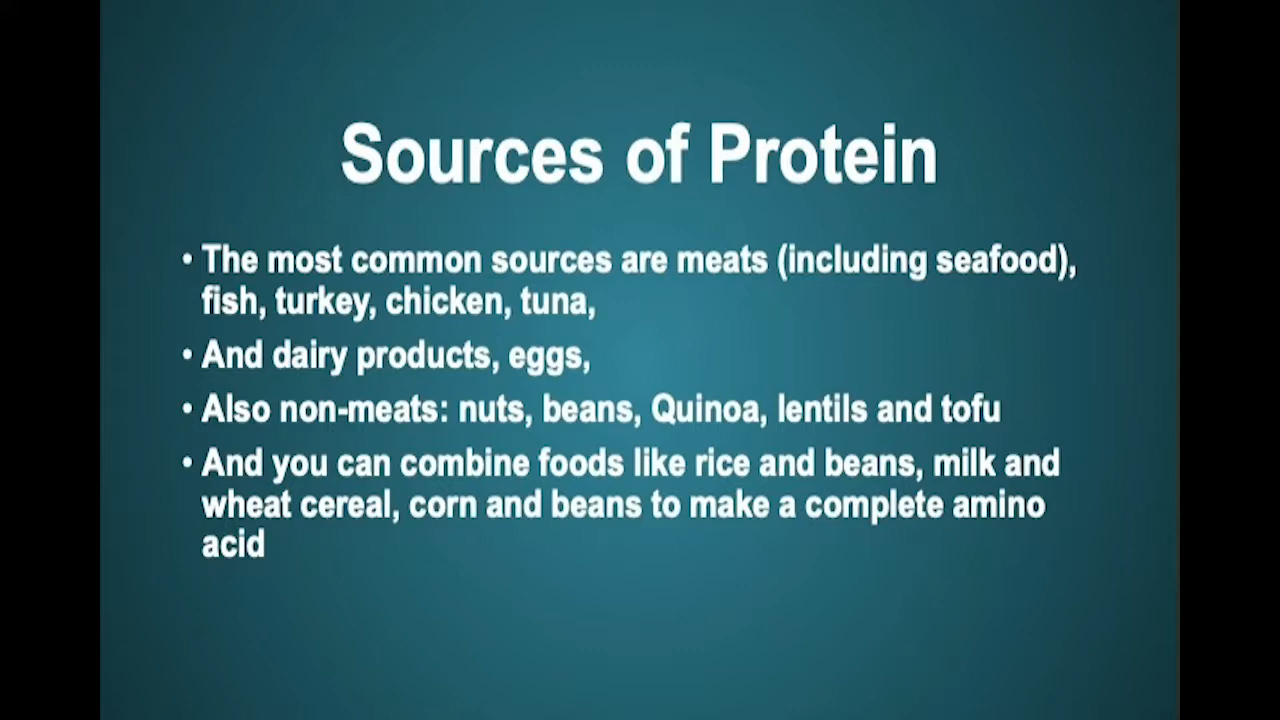 Sources of Protein
• The most common sources are meats (including seafood),
fish, turkey, chicken, tuna,
• And dairy products, eggs,
• Also non-meats: nuts, beans, Quinoa, lentils and tofu
• And you can combine foods like rice and beans, milk and
wheat cereal, corn and beans to make a complete amino
acid